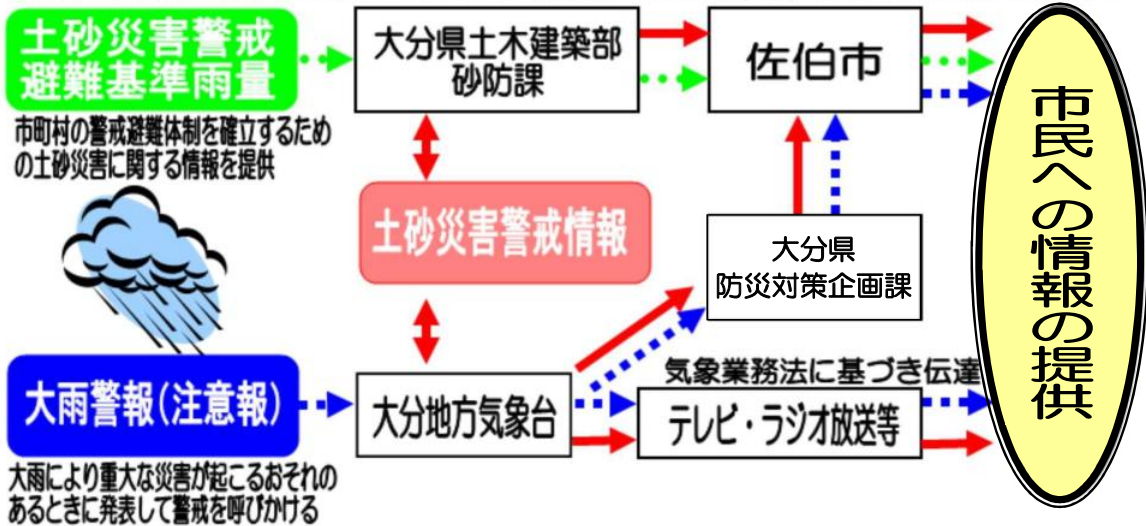 土砂災害警戒
避難基準雨量
市町村の警戒避難体制を確立するため
の土砂災害に関する情報を提供
大分県土木建築部
砂防課
佐伯市
土砂災害警戒情報
大分県
防災対策企画課
大雨警報(注意報)
大雨により重大な災害が起こるおそれの
あるときに発表して警戒を呼びかける
大分地方気象台
気象業務法に基づき伝達
テレビ・ラジオ放送等
市民への情報の提供